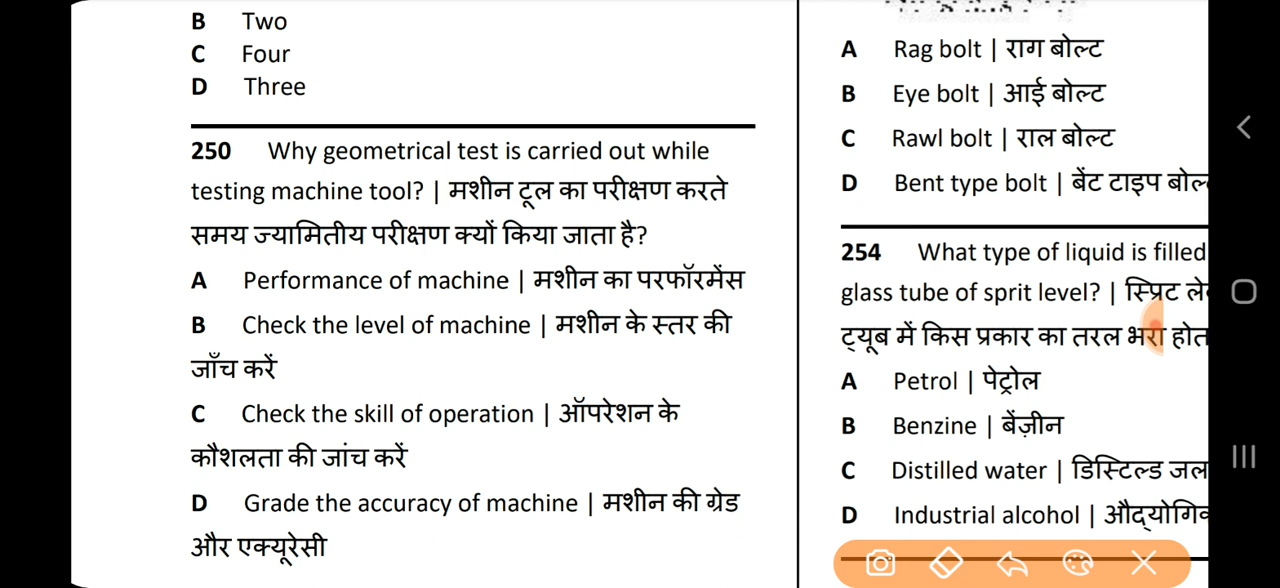 B Two
C Four
D Three
250 Why geometrical test is carried out while
testing machine tool? | मशीन टूल का परीक्षण करते
समय ज्यामितीय परीक्षण क्यों किया जाता है?
A Performance of machine | मशीन का परफॉरमेंस
B Check the level of machine | मशीन के स्तर की
जाँच करें
C Check the skill of operation | ऑपरेशन के
कौशलता की जांच करें
D Grade the accuracy of machine | मशीन की ग्रेड
और एक्यूरेसी
A Rag bolt | राग बोल्ट
B Eye bolt | आई बोल्ट
C Rawl bolt | राल बोल्ट
D Bent type bolt | बेंट टाइप
254 What type of liquid is filled
glass tube of sprit level? | स्प्रिट
ट्यूब में किस प्रकार का तरल भरा
A Petrol | पेट्रोल
B Benzine | बेंज़ीन
C Distilled water | डिस्टिल्ड जल
D Industrial alcohol |